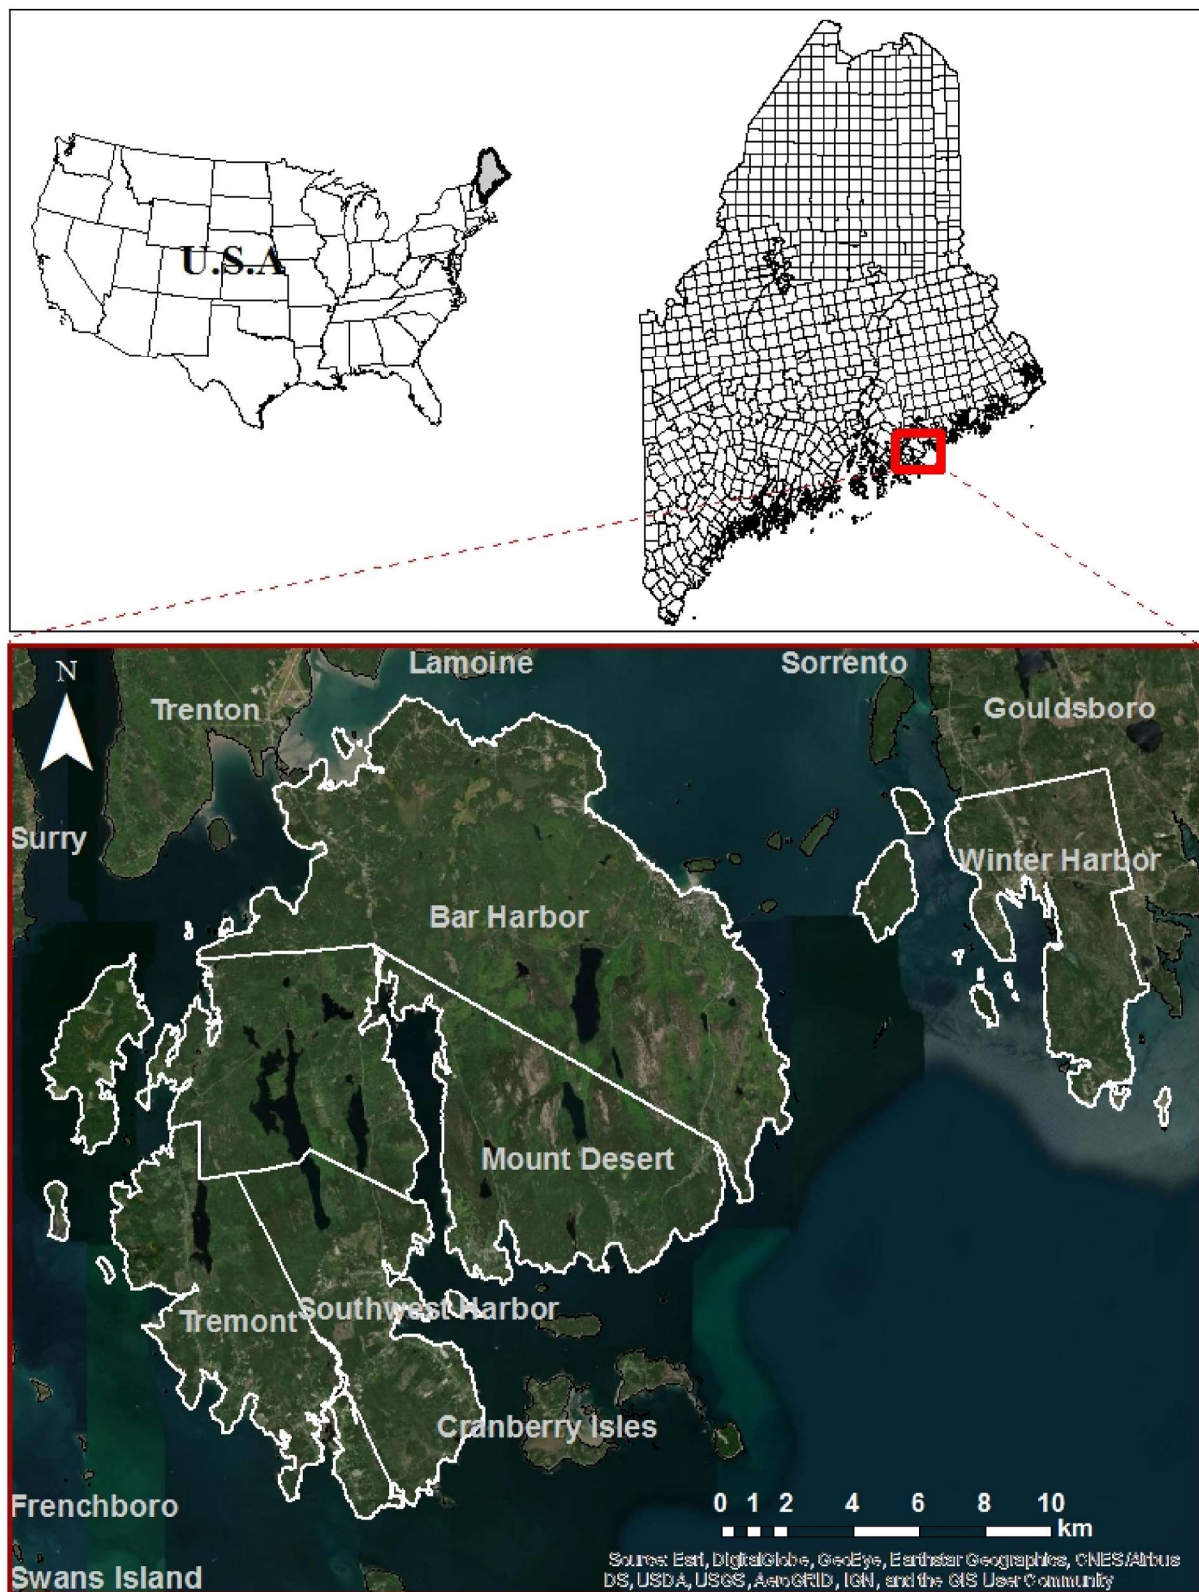 U.S.A
N
Lamoine
Sorrento
Trenton
Gouldsboro
Surry
Winter Harbor
Bar Harbor
Mount Desert
Southwest Harbor
Tremont
Cranberry Isles
Frenchboro
0 1 2 4 6 8 10
km
Swans Island
Source: Esri, DigitalGlobe, GeoEye, Earthstar Geographics, CNES/Airbus
DS, USDA, USGS, AeroGRID, IGN, and the GIS User Community